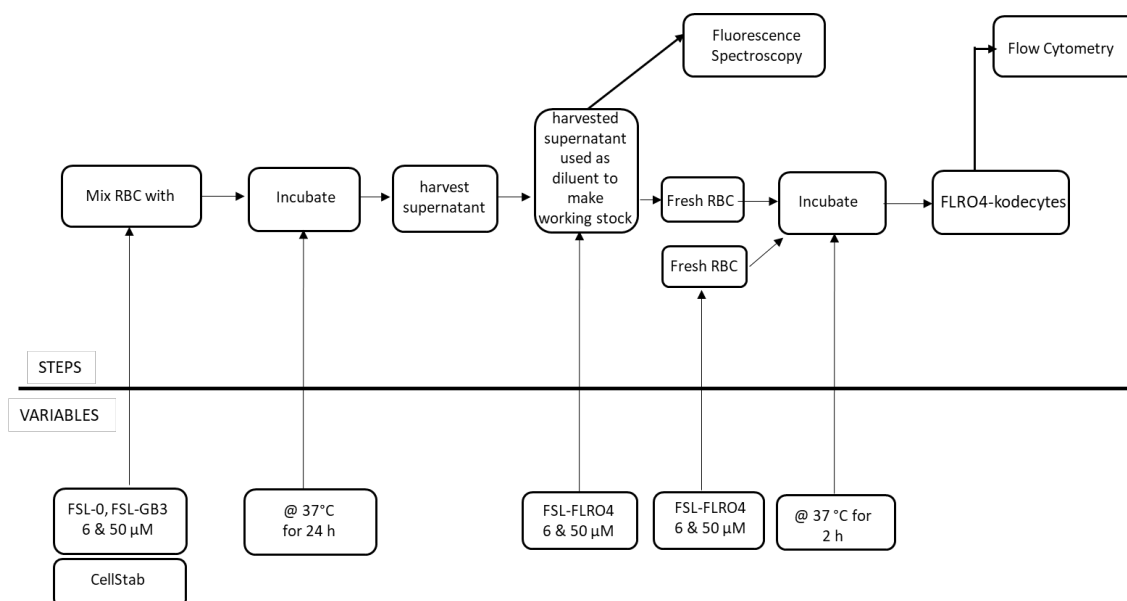 Fluorescence
Spectroscopy
Flow Cytometry
Mix RBC with
Incubate
harvest
supernatant
harvested
supernatant
used as
diluent to
make
working stock
Fresh RBC
Fresh RBC
Incubate
FLRO4-kodecytes
STEPS
VARIABLES
FSL-0, FSL-GB3
6 & 50 µM
CellStab
@ 37°C
for 24 h
FSL-FLRO4
6 & 50 µM
FSL-FLRO4
6 & 50 µM
@ 37 °C for
2 h